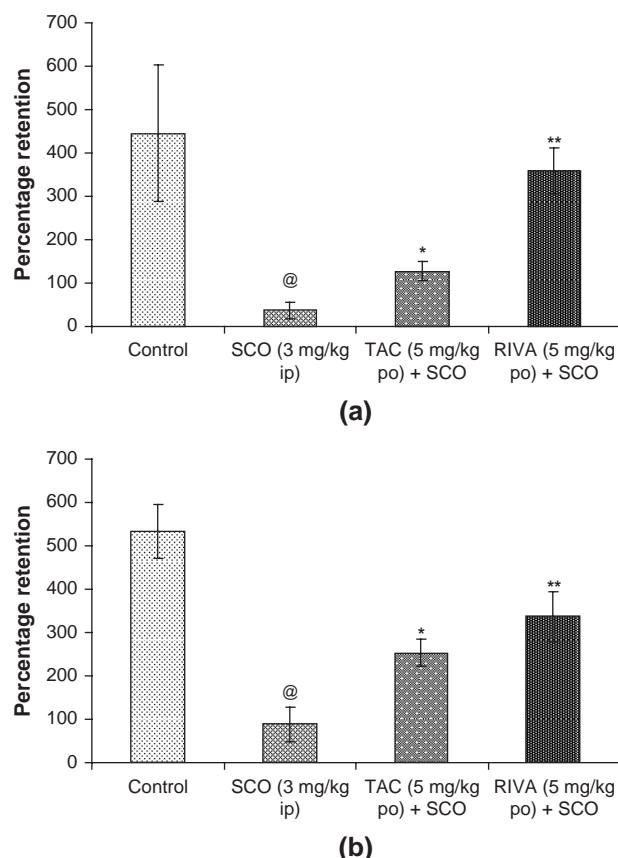 700
600
500
400
300
200
100
0
Percentage retention
@
*
**
Control
SCO (3 mg/kg
ip)
TAC (5 mg/kg
po) + SCO
RIVA (5 mg/kg
po) + SCO
(a)
700
600
500
400
300
200
100
0
Percentage retention
@
*
**
Control
SCO (3 mg/kg
ip)
TAC (5 mg/kg
po) + SCO
RIVA (5 mg/kg
po) + SCO
(b)